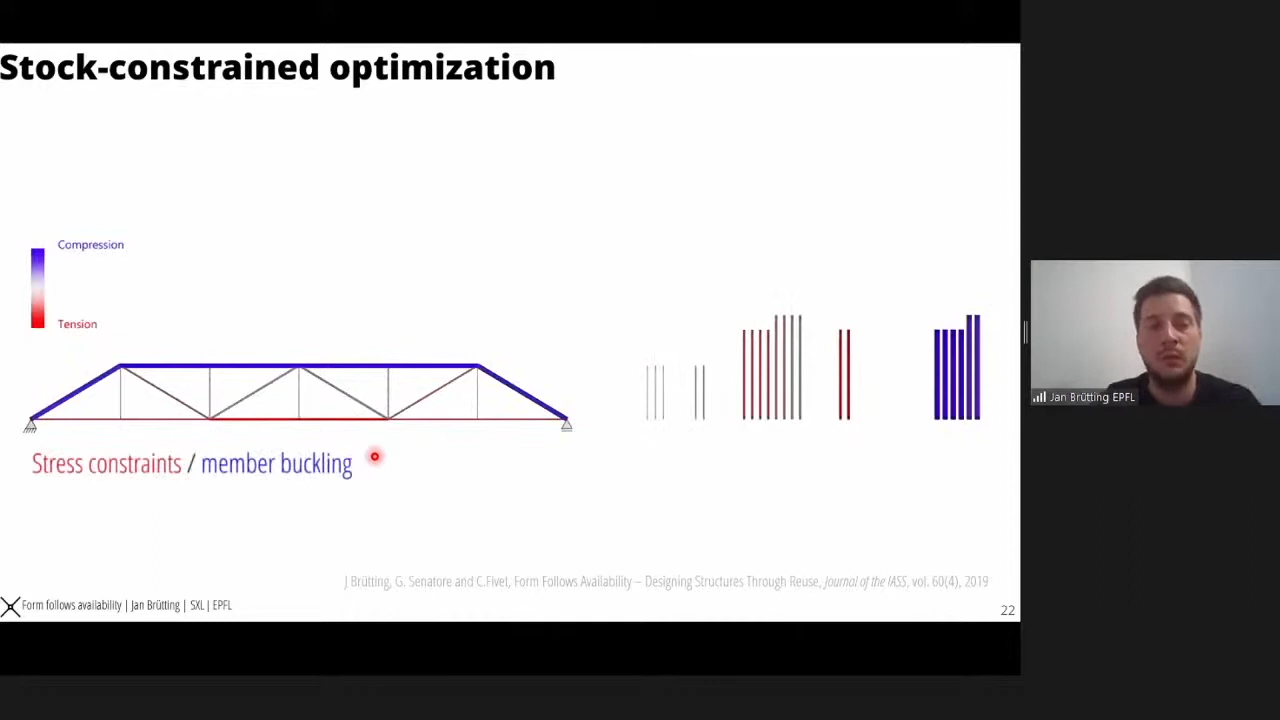 Stock-constrained optimization
Compression
Tension
Stress constraints / member buckling
J Brütting, G. Senatore and C.Fivet, Form Follows Availability – Designing Structures Through Reuse, Journal of the IASS, vol. 60(4), 2019
Form follows availability | Jan Brütting | SXL | EPFL
22
Jan Brütting EPFL